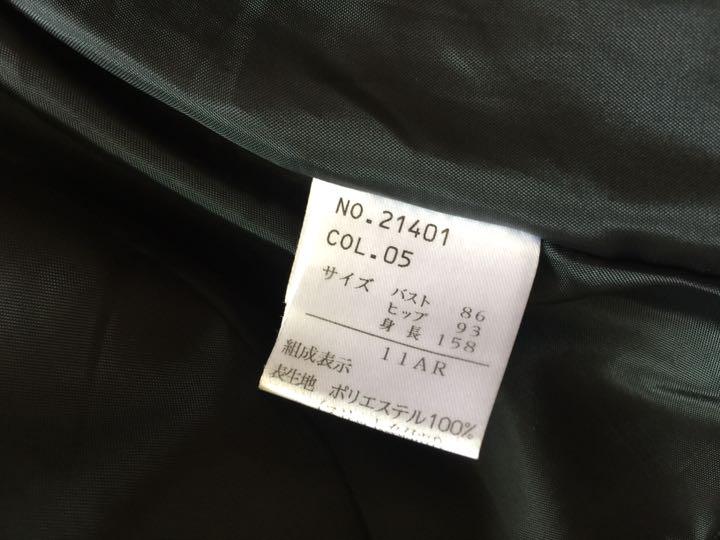 NO.21401
COL.05
サイズ バスト 86
ヒップ 93
身長 158
11AR
組成表示
表生地 ポリエステル100%